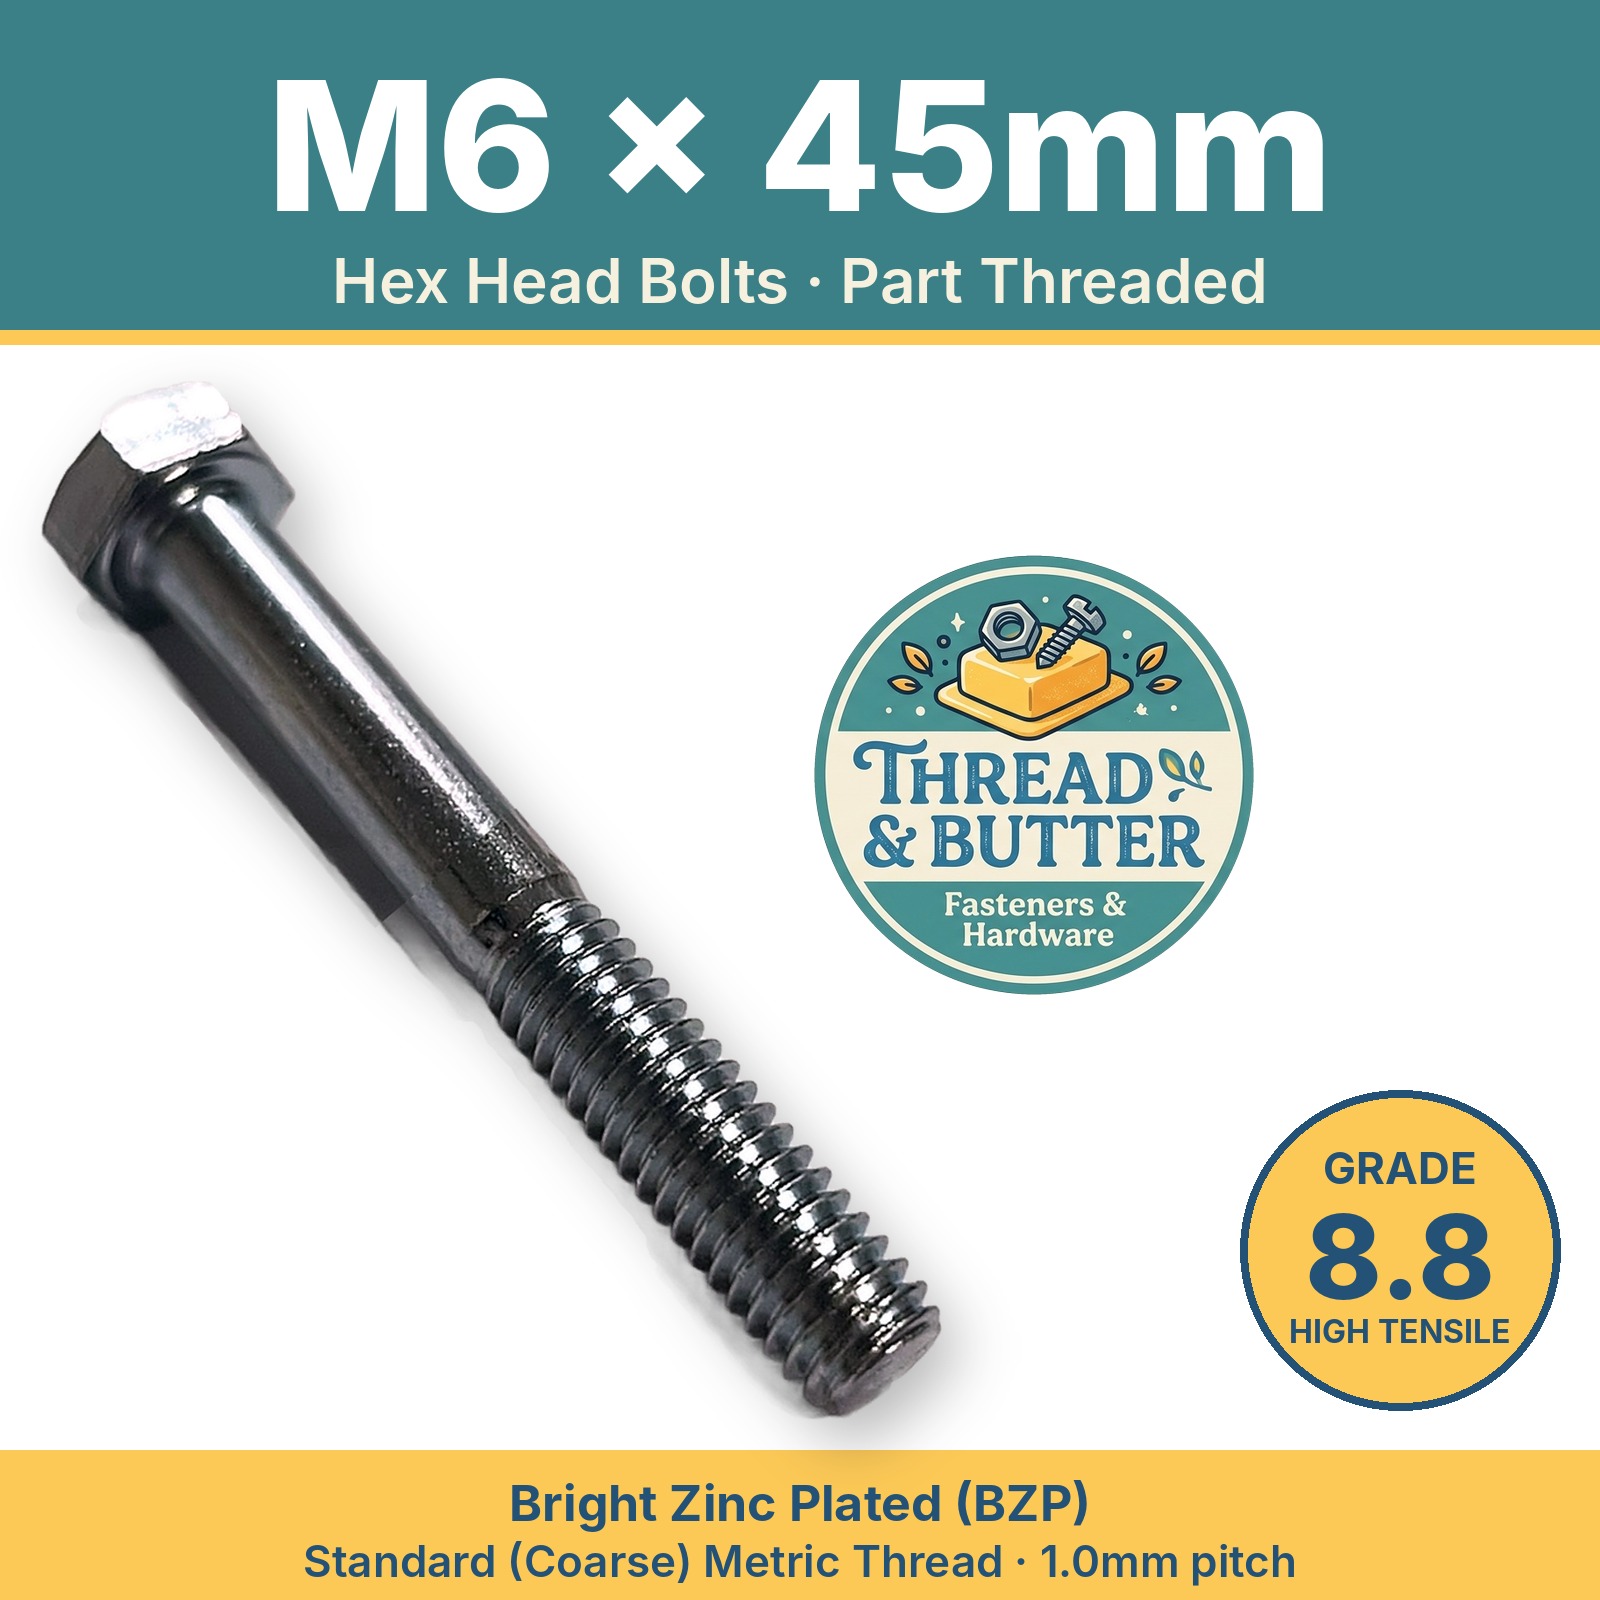 M6 × 45mm
Hex Head Bolts · Part Threaded
THREAD
& BUTTER
Fasteners &
Hardware
GRADE
8.8
HIGH TENSILE
Bright Zinc Plated (BZP)
Standard (Coarse) Metric Thread · 1.0mm pitch